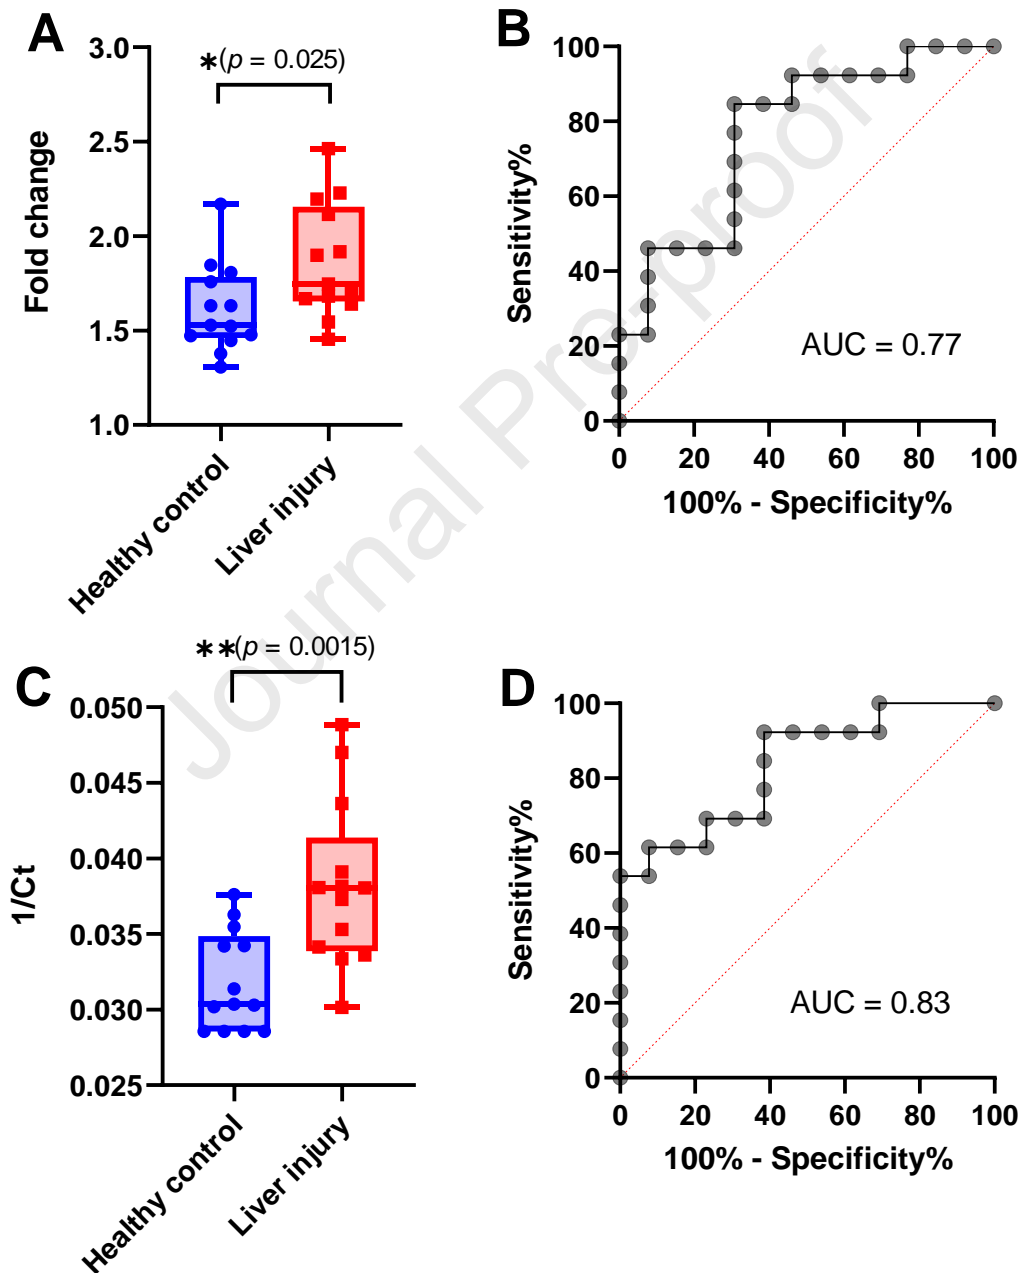 A
*(p = 0.025)
Fold change
3.0
2.5
2.0
1.5
1.0
Healthy control
Liver injury
B
Sensitivity%
100
80
60
40
20
0
AUC = 0.77
0 20 40 60 80 100
100% - Specificity%
C
**(p = 0.0015)
1/Ct
0.050
0.045
0.040
0.035
0.030
0.025
Healthy control
Liver injury
D
Sensitivity%
100
80
60
40
20
0
AUC = 0.83
0 20 40 60 80 100
100% - Specificity%
Journal Pre-proof